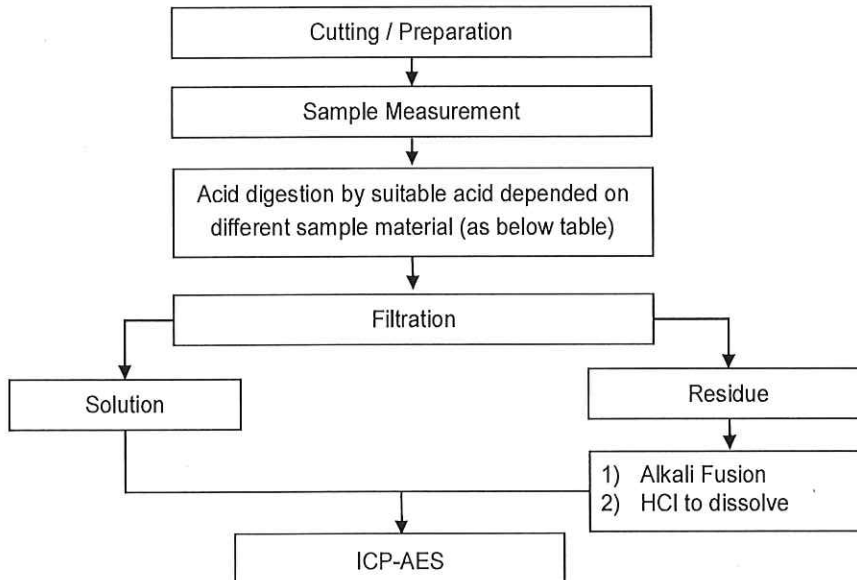 Cutting / Preparation
Sample Measurement
Acid digestion by suitable acid depended on
different sample material (as below table)
Filtration
Solution
Residue
1) Alkali Fusion
2) HCl to dissolve
ICP-AES